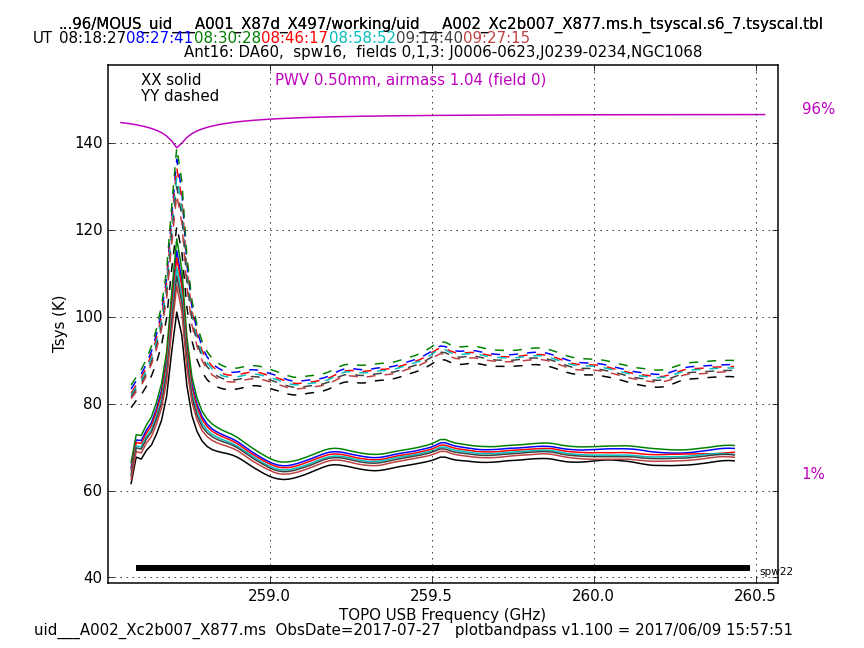 ...96/MOUS_uid___A001_X87d_X497/working/uid___A002_Xc2b007_X877.ms.h_tsyscal.s6_7.tsyscal.tbl
UT 08:18:27 08:27:41 08:30:28 08:46:17 08:58:52 09:14:40 09:27:15
Ant16: DA60, spw16, fields 0,1,3: J0006-0623,J0239-0234,NGC1068
XX solid
YY dashed
PWV 0.50mm, airmass 1.04 (field 0)
96%
140
120
100
80
60
40
Tsys (K)
1%
spw22
259.0 259.5 260.0 260.5
TOPO USB Frequency (GHz)
uid___A002_Xc2b007_X877.ms ObsDate=2017-07-27 plotbandpass v1.100 = 2017/06/09 15:57:51